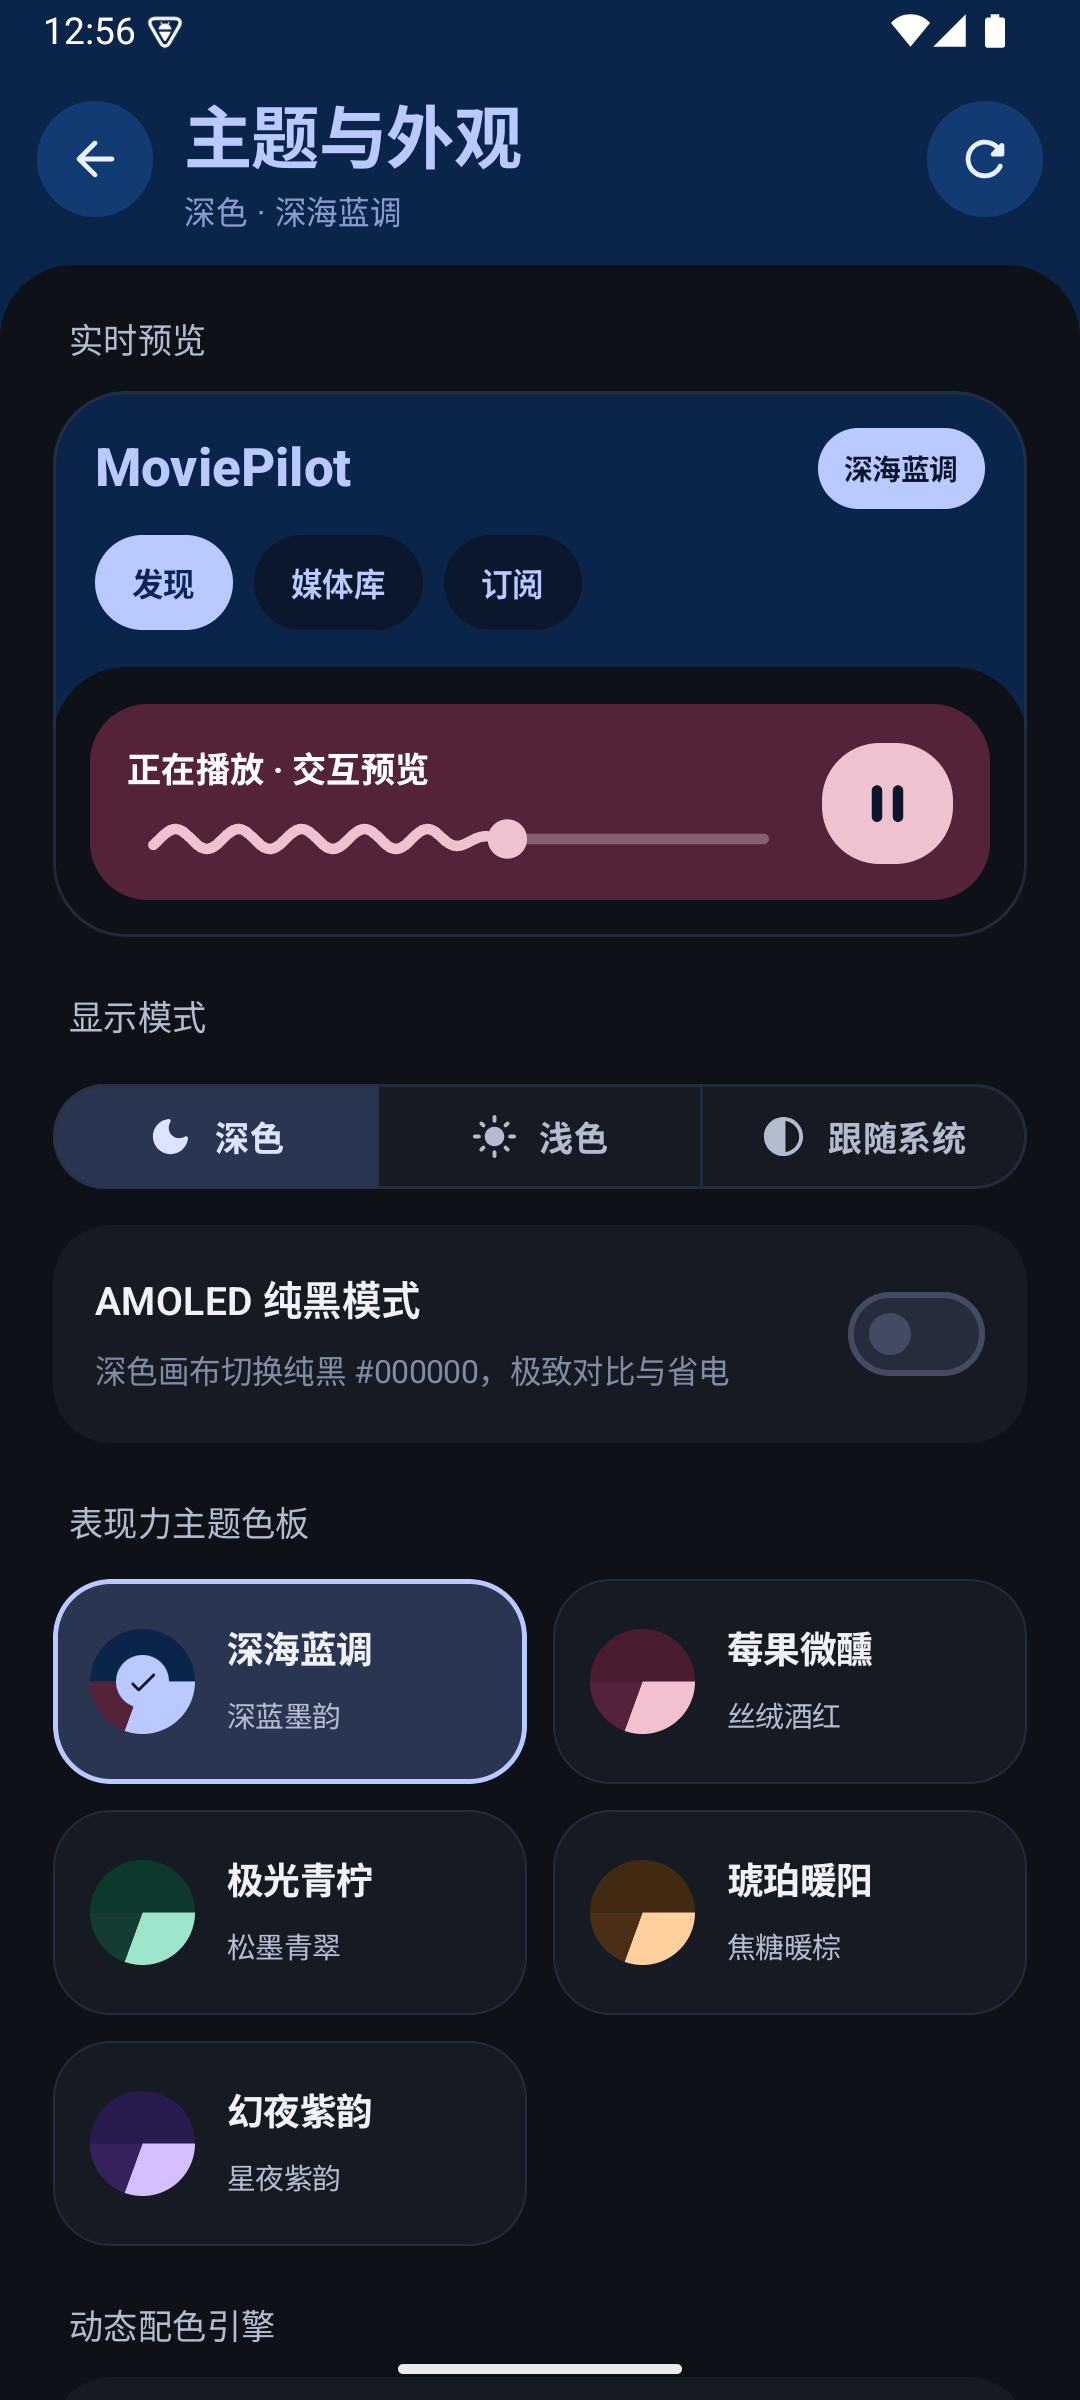 12:56
主题与外观
深色 · 深海蓝调
实时预览
MoviePilot
深海蓝调
发现
媒体库
订阅
正在播放 · 交互预览
显示模式
深色
浅色
跟随系统
AMOLED 纯黑模式
深色画布切换纯黑 #000000，极致对比与省电
表现力主题色板
深海蓝调
深蓝墨韵
莓果微醺
丝绒酒红
极光青柠
松墨青翠
琥珀暖阳
焦糖暖棕
幻夜紫韵
星夜紫韵
动态配色引擎